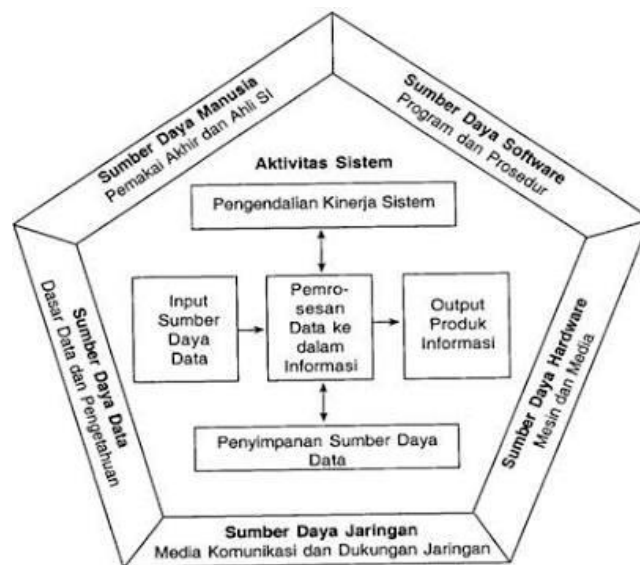 Sumber Daya Manusia
Pemakai Akhir dan Ahli SI
Sumber Daya Software
Program dan Prosedur
Aktivitas Sistem
Pengendalian Kinerja Sistem
Input
Sumber
Daya
Data
Pemro-
sesan
Data ke
dalam
Informasi
Output
Produk
Informasi
Penyimpanan Sumber Daya
Data
Sumber Daya Data
Dasar Data dan Pengetahuan
Sumber Daya Hardware
Mesin dan Media
Sumber Daya Jaringan
Media Komunikasi dan Dukungan Jaringan